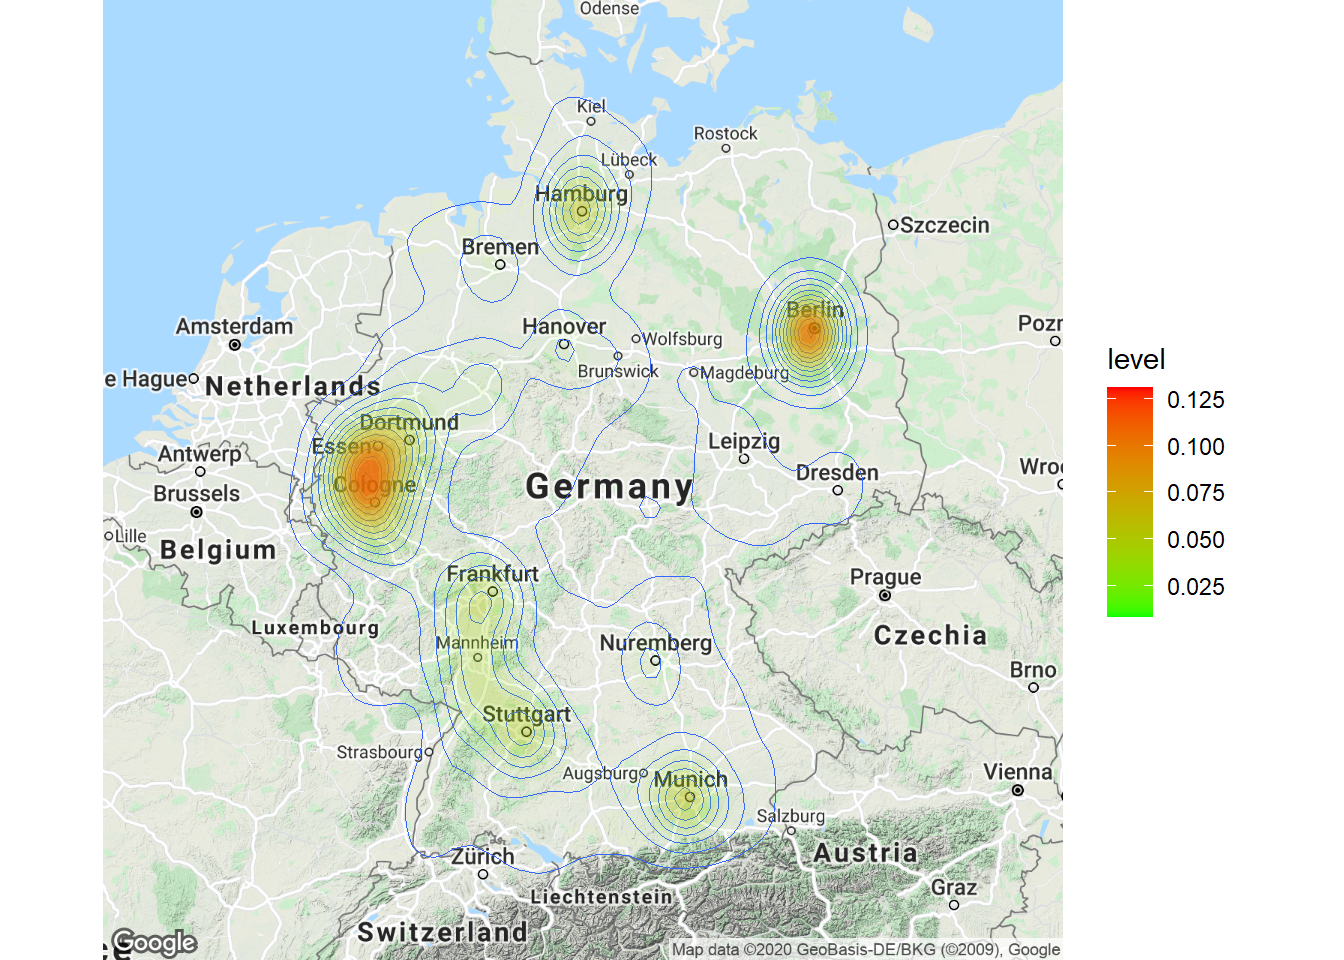 Odense
Kiel
Rostock
Lübeck
Hamburg
Szczecin
Bremen
Berlin
Amsterdam
Hanover
Wolfsburg
Pozn
Brunswick
Magdeburg
e Hague
Netherlands
Dortmund
Essen
Leipzig
Antwerp
Cologne
Dresden
Wroc
Brussels
Germany
Lille
Belgium
Frankfurt
Prague
Luxembourg
Mannheim
Nuremberg
Czechia
Brno
Stuttgart
Strasbourg
Augsburg
Munich
Vienna
Salzburg
Zürich
Austria
Liechtenstein
Graz
Switzerland
Google
ce
Map data ©2020 GeoBasis-DE/BKG (©2009), Google
level
0.125
0.100
0.075
0.050
0.025